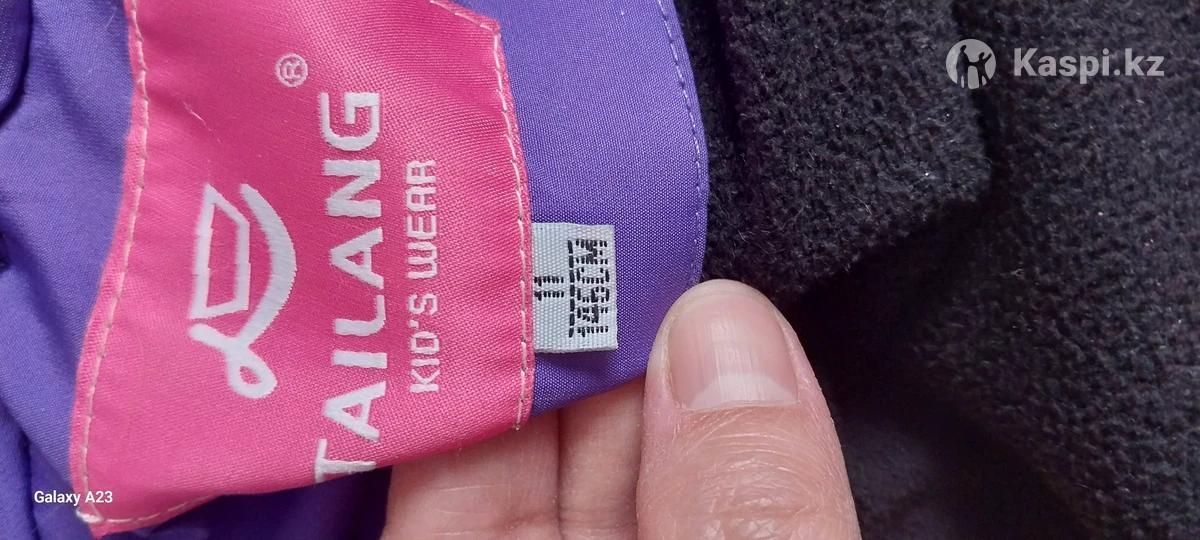 Kaspi.kz
TAILANG®
KID'S WEAR
11
146CM
Galaxy A23